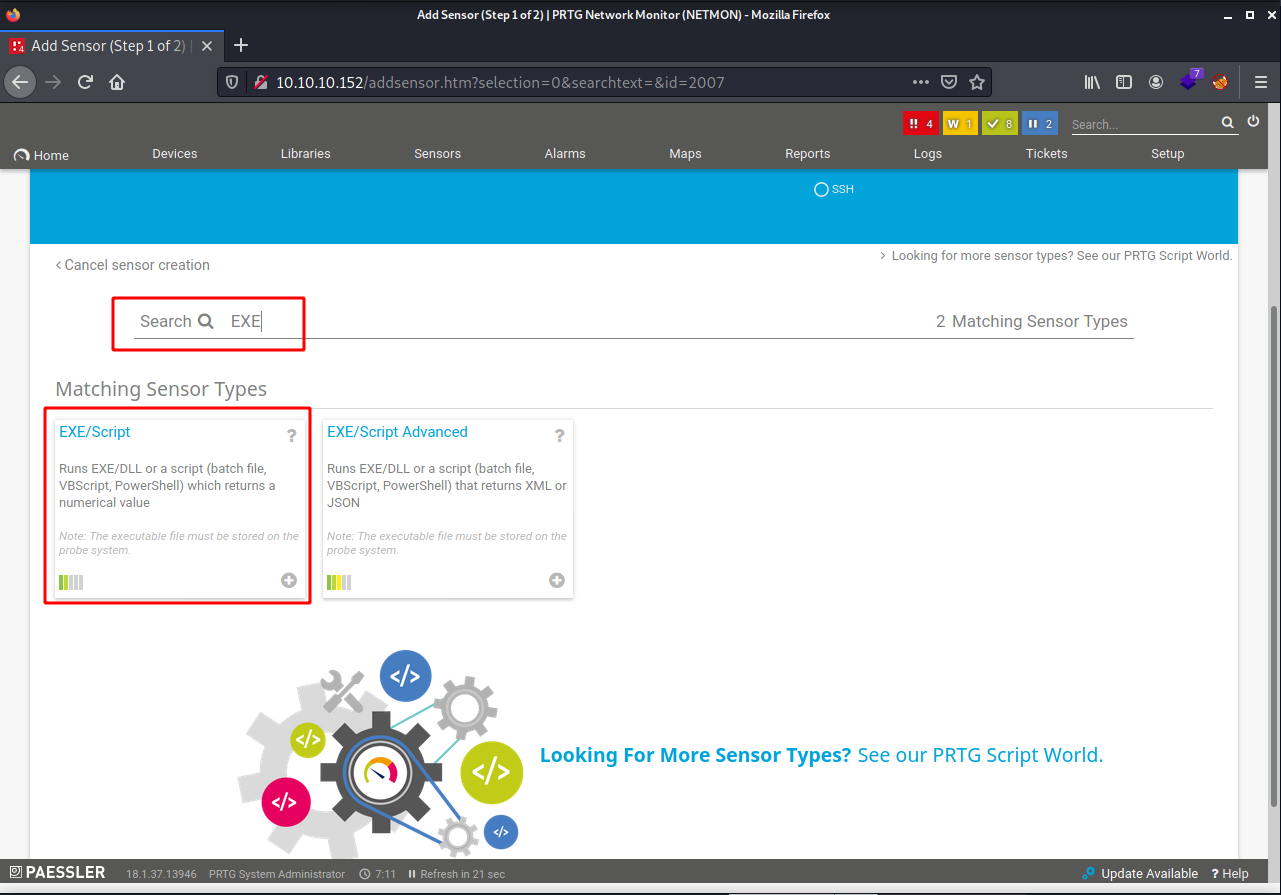 Add Sensor (Step 1 of 2) | PRTG Network Monitor (NETMON) - Mozilla Firefox
Add Sensor (Step 1 of 2) |
10.10.10.152/addsensor.htm?selection=0&searchtext=&id=2007
7
!! 4 W 1 8 2 Search...
Home Devices Libraries Sensors Alarms Maps Reports Logs Tickets Setup
SSH
< Cancel sensor creation
> Looking for more sensor types? See our PRTG Script World.
Search EXE 2 Matching Sensor Types
Matching Sensor Types
EXE/Script ?
Runs EXE/DLL or a script (batch file,
VBScript, PowerShell) which returns a
numerical value
Note: The executable file must be stored on the
probe system.
EXE/Script Advanced ?
Runs EXE/DLL or a script (batch file,
VBScript, PowerShell) that returns XML or
JSON
Note: The executable file must be stored on the
probe system.
</>
</>
</>
</>
</>
Looking For More Sensor Types? See our PRTG Script World.
PAESSLER 18.1.37.13946 PRTG System Administrator 7:11 Refresh in 21 sec Update Available ? Help